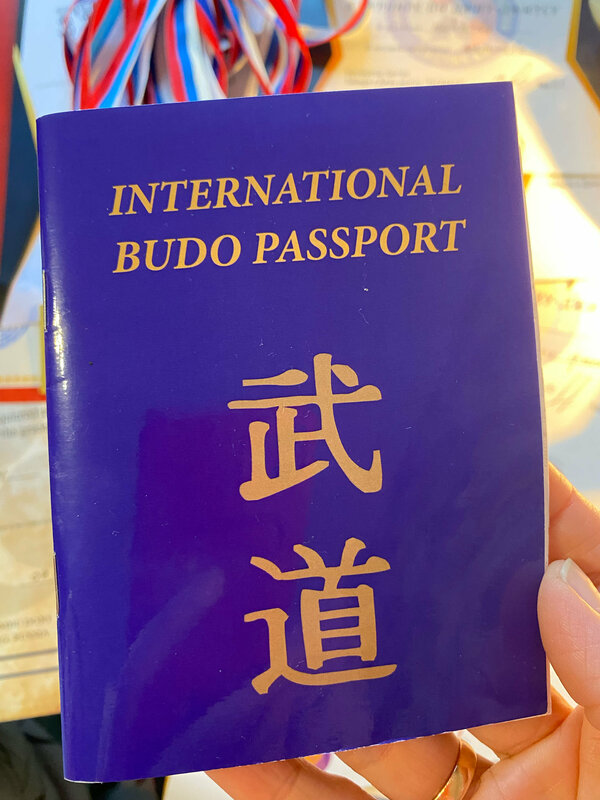 INTERNATIONAL
BUDO PASSPORT
武
道